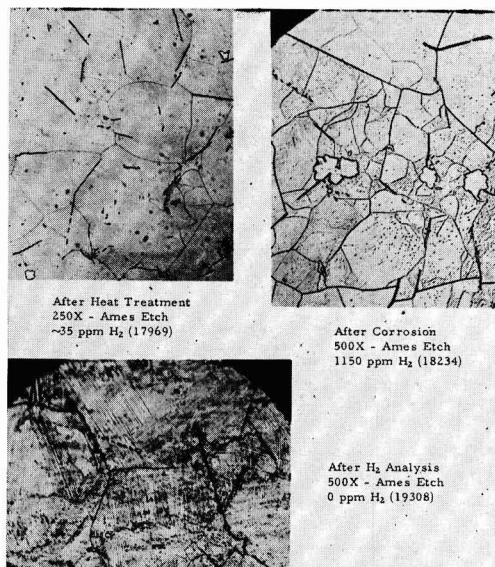 After Heat Treatment
250X - Ames Etch
~35 ppm H₂ (17969)
After Corrosion
500X - Ames Etch
1150 ppm H₂ (18234)
After H₂ Analysis
500X - Ames Etch
0 ppm H₂ (19308)